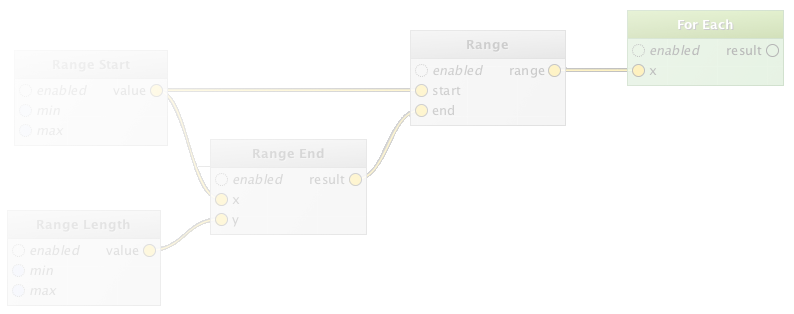 For Each
enabled result
x
Range
enabled range
start
end
Range Start
enabled value
min
max
Range End
enabled result
x
y
Range Length
enabled value
min
max